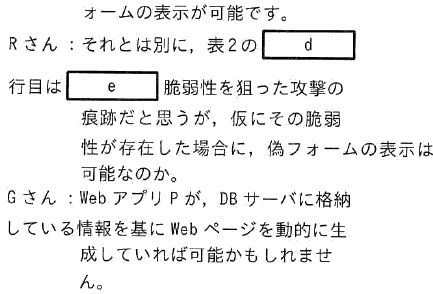 ォームの表示が可能です。
Rさん：それとは別に，表2の d
行目は e 脆弱性を狙った攻撃の
痕跡だと思うが，仮にその脆弱
性が存在した場合に，偽フォームの表示は
可能なのか。
Gさん：WebアプリPが，DBサーバに格納
している情報を基にWebページを動的に生
成していれば可能かもしれませ
ん。